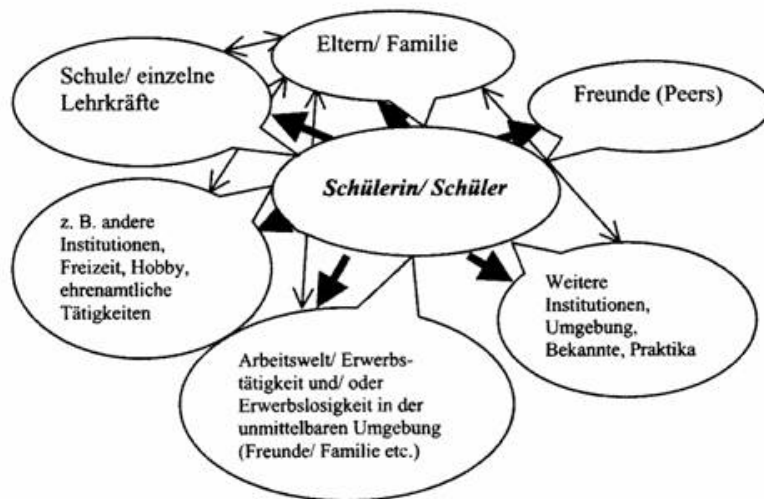 Eltern/ Familie
Schule/ einzelne
Lehrkräfte
Freunde (Peers)
Schülerin/ Schüler
z. B. andere
Institutionen,
Freizeit, Hobby,
ehrenamtliche
Tätigkeiten
Weitere
Institutionen,
Umgebung,
Bekannte, Praktika
Arbeitswelt/ Erwerbs-
tätigkeit und/ oder
Erwerbslosigkeit in der
unmittelbaren Umgebung
(Freunde/ Familie etc.)